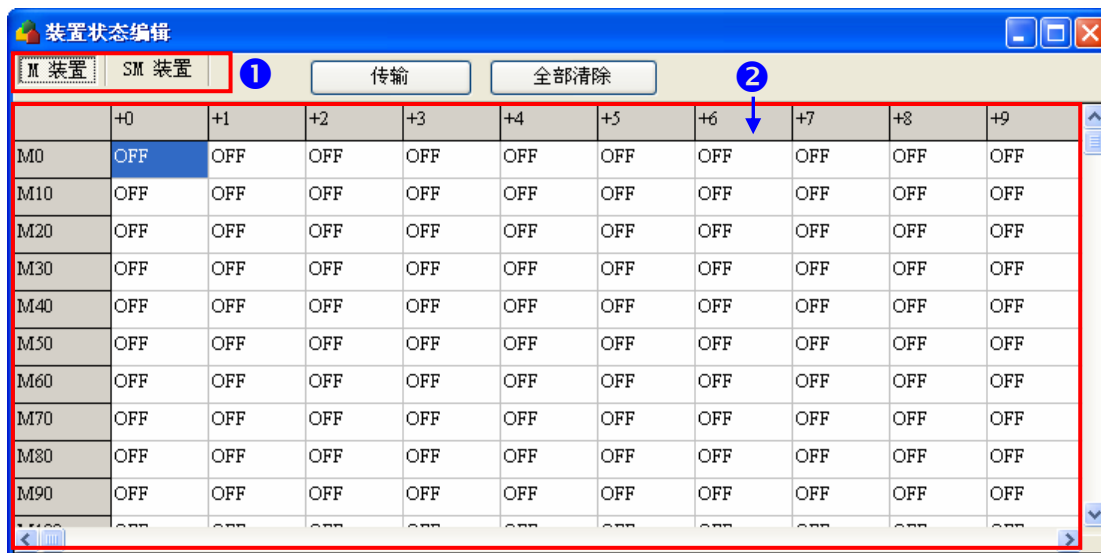 装置状态编辑
M 装置 SM 装置 1 传输 全部清除 2
+0 +1 +2 +3 +4 +5 +6 +7 +8 +9
M0 OFF OFF OFF OFF OFF OFF OFF OFF OFF OFF
M10 OFF OFF OFF OFF OFF OFF OFF OFF OFF OFF
M20 OFF OFF OFF OFF OFF OFF OFF OFF OFF OFF
M30 OFF OFF OFF OFF OFF OFF OFF OFF OFF OFF
M40 OFF OFF OFF OFF OFF OFF OFF OFF OFF OFF
M50 OFF OFF OFF OFF OFF OFF OFF OFF OFF OFF
M60 OFF OFF OFF OFF OFF OFF OFF OFF OFF OFF
M70 OFF OFF OFF OFF OFF OFF OFF OFF OFF OFF
M80 OFF OFF OFF OFF OFF OFF OFF OFF OFF OFF
M90 OFF OFF OFF OFF OFF OFF OFF OFF OFF OFF